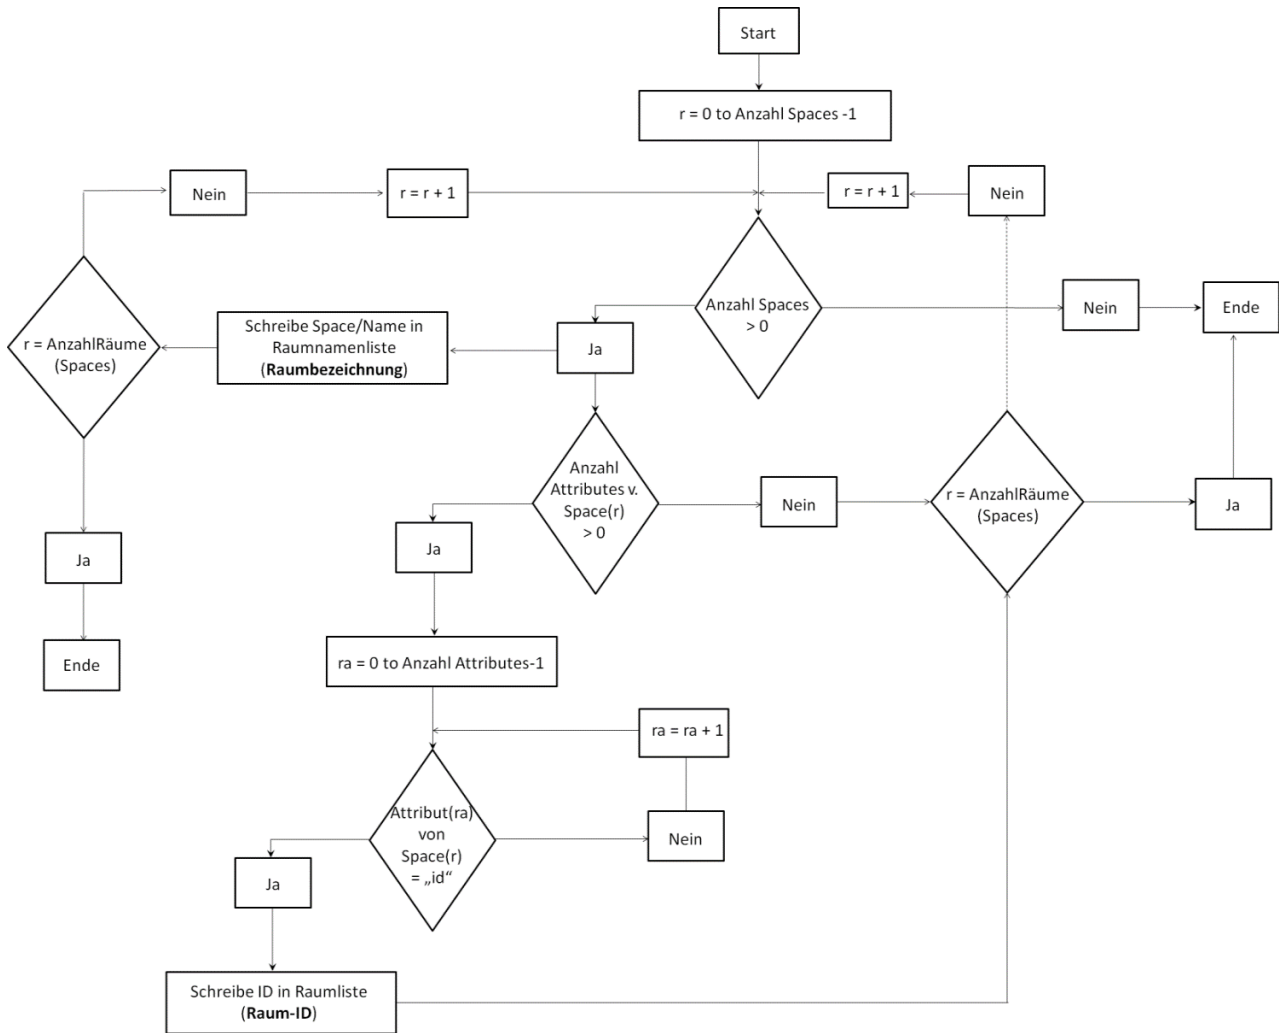 Start
r = 0 to Anzahl Spaces -1
Nein
r = r + 1
r = r + 1
Nein
Anzahl Spaces
> 0
Nein
Ende
Schreibe Space/Name in
Raumnamenliste
(Raumbezeichnung)
r = AnzahlRäume
(Spaces)
Ja
Anzahl
Attributes v.
Space(r)
> 0
Nein
r = AnzahlRäume
(Spaces)
Ja
Ja
Ja
Ende
ra = 0 to Anzahl Attributes-1
ra = ra + 1
Attribut(ra)
von
Space(r)
= „id“
Nein
Ja
Schreibe ID in Raumliste
(Raum-ID)